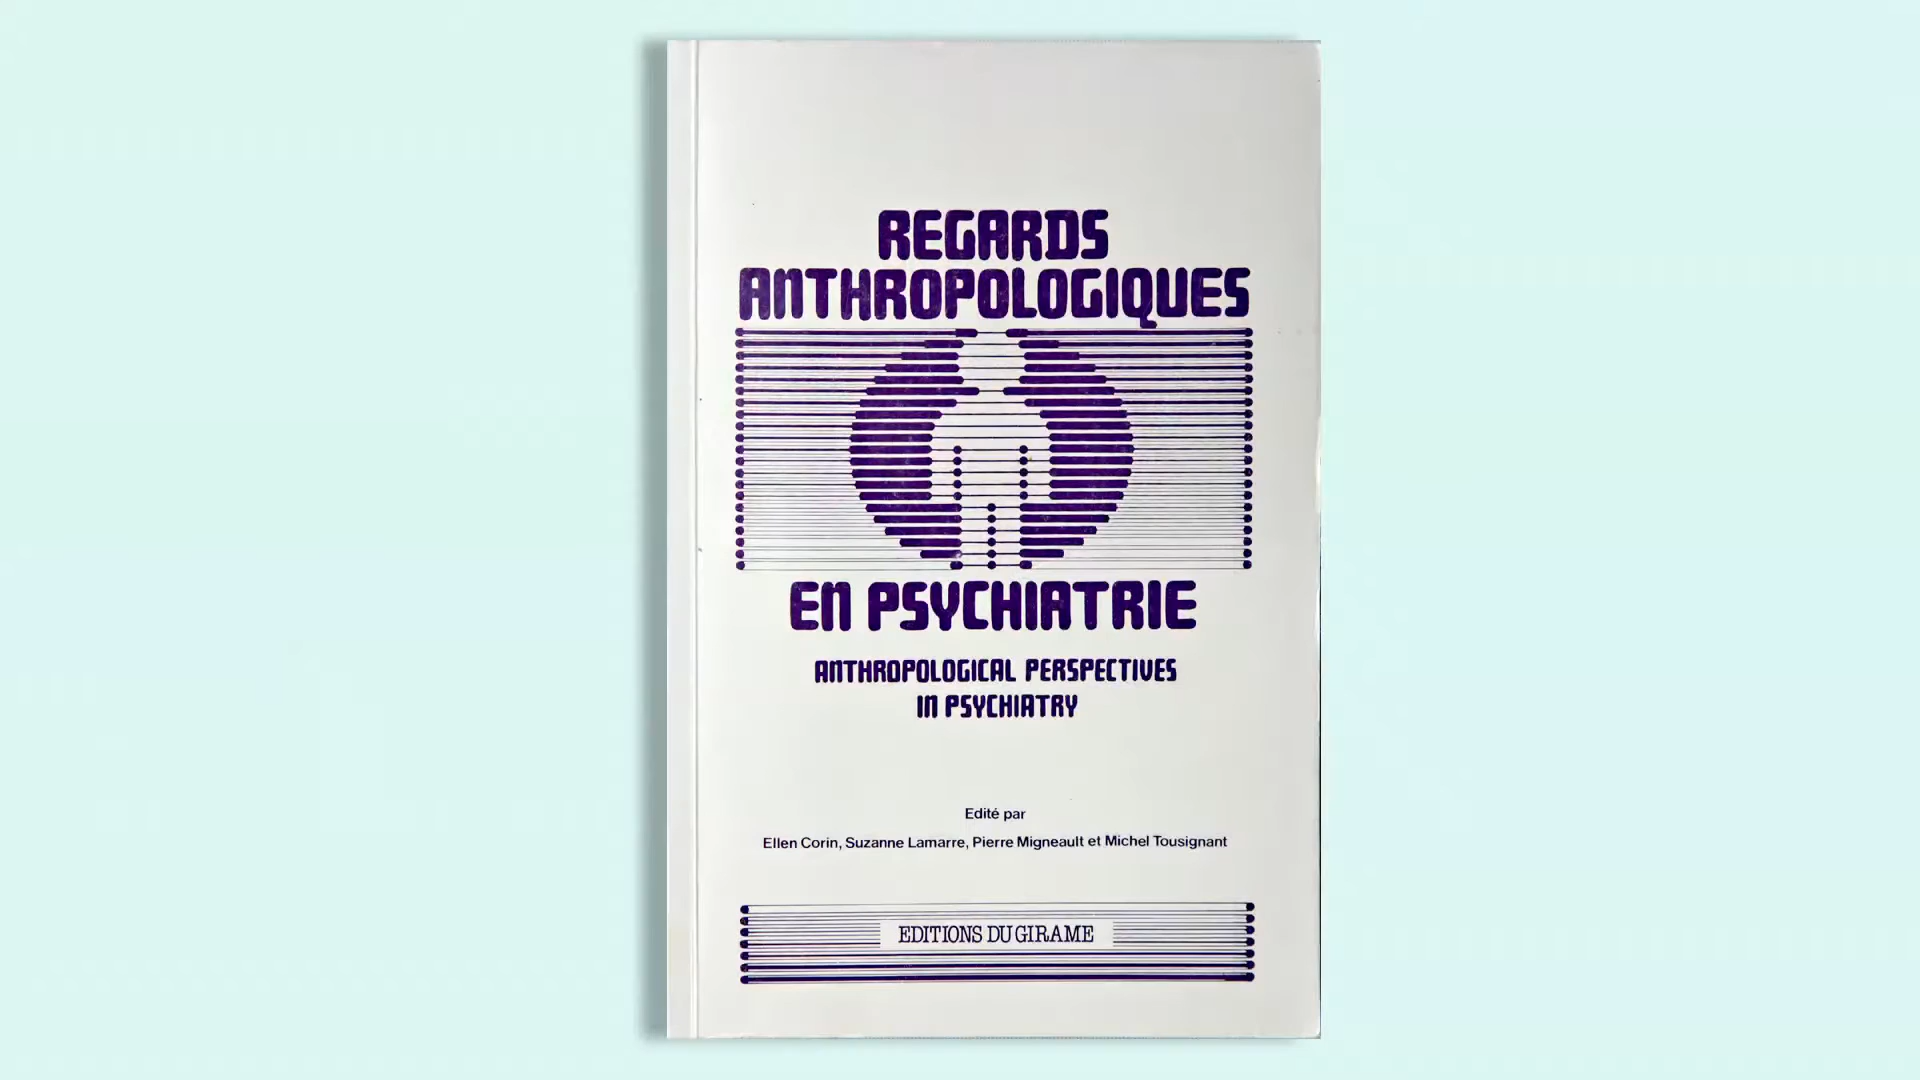 REGARDS
ANTHROPOLOGIQUES
EN PSYCHIATRIE
ANTHROPOLOGICAL PERSPECTIVES
IN PSYCHIATRY
Edité par
Ellen Corin, Suzanne Lamarre, Pierre Migneault et Michel Tousignant
EDITIONS DU GIRAME